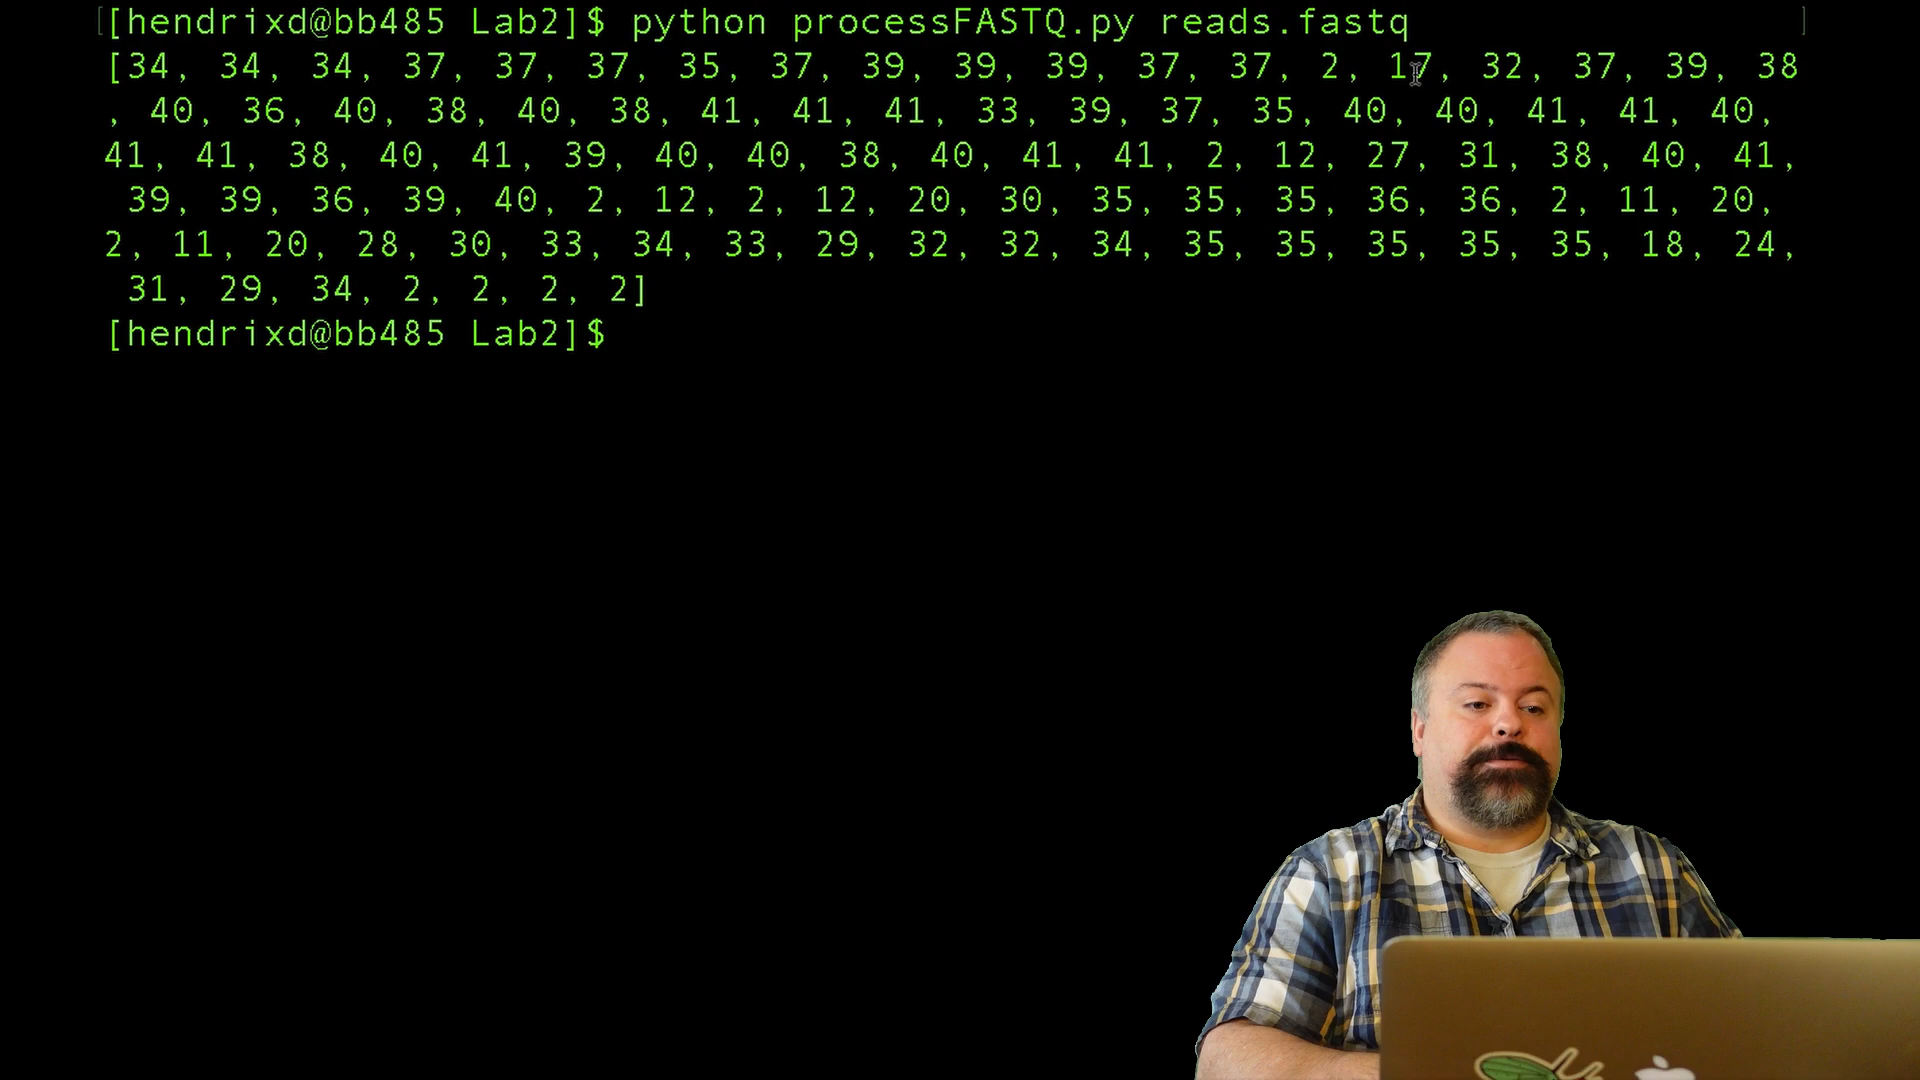 [hendrixd@bb485 Lab2]$ python processFASTQ.py reads.fastq
[34, 34, 34, 37, 37, 37, 35, 37, 39, 39, 39, 37, 37, 2, 17, 32, 37, 39, 38
, 40, 36, 40, 38, 40, 38, 41, 41, 41, 33, 39, 37, 35, 40, 40, 41, 41, 40,
41, 41, 38, 40, 41, 39, 40, 40, 38, 40, 41, 41, 2, 12, 27, 31, 38, 40, 41,
39, 39, 36, 39, 40, 2, 12, 2, 12, 20, 30, 35, 35, 35, 36, 36, 2, 11, 20,
2, 11, 20, 28, 30, 33, 34, 33, 29, 32, 32, 34, 35, 35, 35, 35, 35, 18, 24,
31, 29, 34, 2, 2, 2, 2]
[hendrixd@bb485 Lab2]$